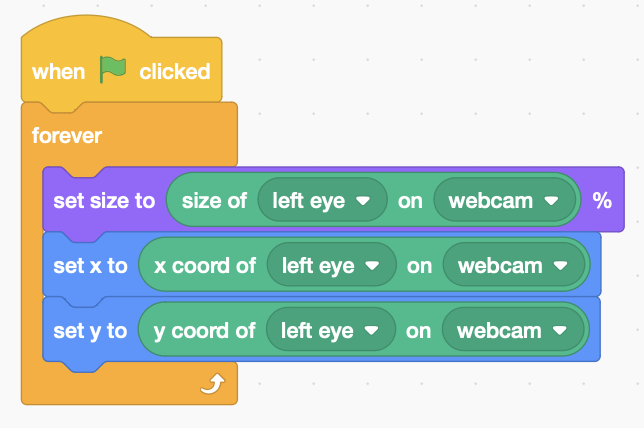 when clicked
forever
set size to size of left eye on webcam %
set x to x coord of left eye on webcam
set y to y coord of left eye on webcam